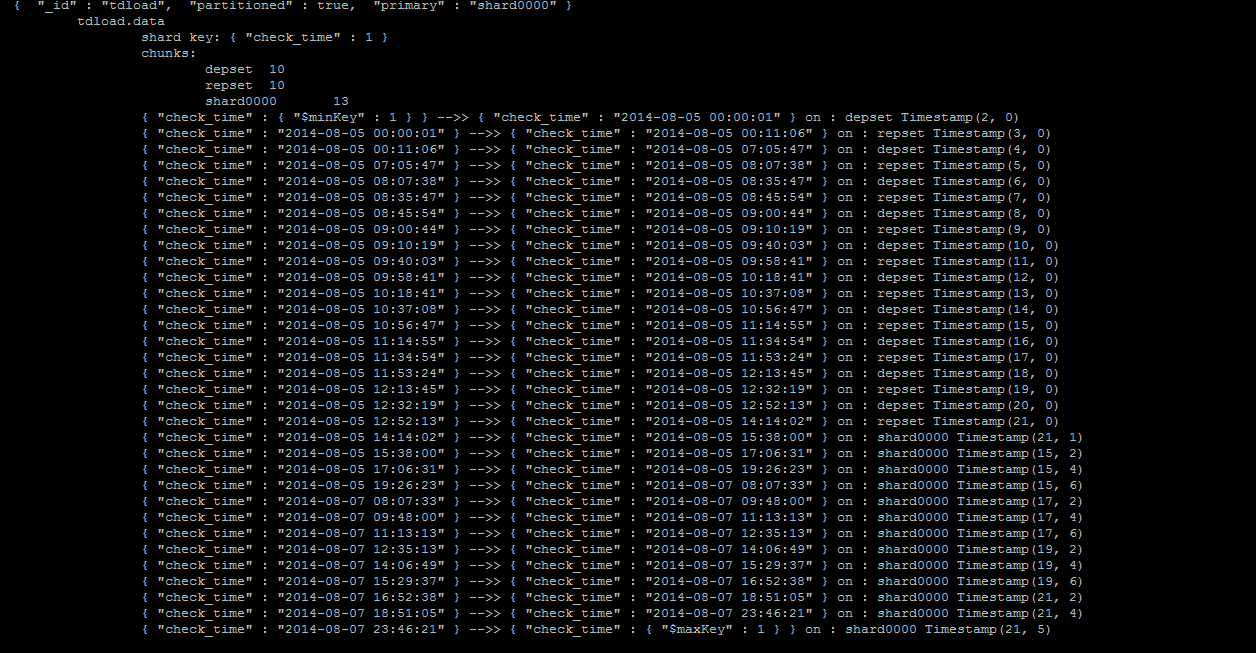 { "_id" : "tdload", "partitioned" : true, "primary" : "shard0000" }
tdload.data
shard key: { "check_time" : 1 }
chunks:
depset 10
repset 10
shard0000 13
{ "check_time" : { "$minKey" : 1 } } -->> { "check_time" : "2014-08-05 00:00:01" } on : depset Timestamp(2, 0)
{ "check_time" : "2014-08-05 00:00:01" } -->> { "check_time" : "2014-08-05 00:11:06" } on : repset Timestamp(3, 0)
{ "check_time" : "2014-08-05 00:11:06" } -->> { "check_time" : "2014-08-05 07:05:47" } on : depset Timestamp(4, 0)
{ "check_time" : "2014-08-05 07:05:47" } -->> { "check_time" : "2014-08-05 08:07:38" } on : repset Timestamp(5, 0)
{ "check_time" : "2014-08-05 08:07:38" } -->> { "check_time" : "2014-08-05 08:35:47" } on : depset Timestamp(6, 0)
{ "check_time" : "2014-08-05 08:35:47" } -->> { "check_time" : "2014-08-05 08:45:54" } on : repset Timestamp(7, 0)
{ "check_time" : "2014-08-05 08:45:54" } -->> { "check_time" : "2014-08-05 09:00:44" } on : depset Timestamp(8, 0)
{ "check_time" : "2014-08-05 09:00:44" } -->> { "check_time" : "2014-08-05 09:10:19" } on : repset Timestamp(9, 0)
{ "check_time" : "2014-08-05 09:10:19" } -->> { "check_time" : "2014-08-05 09:40:03" } on : depset Timestamp(10, 0)
{ "check_time" : "2014-08-05 09:40:03" } -->> { "check_time" : "2014-08-05 09:58:41" } on : repset Timestamp(11, 0)
{ "check_time" : "2014-08-05 09:58:41" } -->> { "check_time" : "2014-08-05 10:18:41" } on : depset Timestamp(12, 0)
{ "check_time" : "2014-08-05 10:18:41" } -->> { "check_time" : "2014-08-05 10:37:08" } on : repset Timestamp(13, 0)
{ "check_time" : "2014-08-05 10:37:08" } -->> { "check_time" : "2014-08-05 10:56:47" } on : depset Timestamp(14, 0)
{ "check_time" : "2014-08-05 10:56:47" } -->> { "check_time" : "2014-08-05 11:14:55" } on : repset Timestamp(15, 0)
{ "check_time" : "2014-08-05 11:14:55" } -->> { "check_time" : "2014-08-05 11:34:54" } on : depset Timestamp(16, 0)
{ "check_time" : "2014-08-05 11:34:54" } -->> { "check_time" : "2014-08-05 11:53:24" } on : repset Timestamp(17, 0)
{ "check_time" : "2014-08-05 11:53:24" } -->> { "check_time" : "2014-08-05 12:13:45" } on : depset Timestamp(18, 0)
{ "check_time" : "2014-08-05 12:13:45" } -->> { "check_time" : "2014-08-05 12:32:19" } on : repset Timestamp(19, 0)
{ "check_time" : "2014-08-05 12:32:19" } -->> { "check_time" : "2014-08-05 12:52:13" } on : depset Timestamp(20, 0)
{ "check_time" : "2014-08-05 12:52:13" } -->> { "check_time" : "2014-08-05 14:14:02" } on : repset Timestamp(21, 0)
{ "check_time" : "2014-08-05 14:14:02" } -->> { "check_time" : "2014-08-05 15:38:00" } on : shard0000 Timestamp(21, 1)
{ "check_time" : "2014-08-05 15:38:00" } -->> { "check_time" : "2014-08-05 17:06:31" } on : shard0000 Timestamp(15, 2)
{ "check_time" : "2014-08-05 17:06:31" } -->> { "check_time" : "2014-08-05 19:26:23" } on : shard0000 Timestamp(15, 4)
{ "check_time" : "2014-08-05 19:26:23" } -->> { "check_time" : "2014-08-07 08:07:33" } on : shard0000 Timestamp(15, 6)
{ "check_time" : "2014-08-07 08:07:33" } -->> { "check_time" : "2014-08-07 09:48:00" } on : shard0000 Timestamp(17, 2)
{ "check_time" : "2014-08-07 09:48:00" } -->> { "check_time" : "2014-08-07 11:13:13" } on : shard0000 Timestamp(17, 4)
{ "check_time" : "2014-08-07 11:13:13" } -->> { "check_time" : "2014-08-07 12:35:13" } on : shard0000 Timestamp(17, 6)
{ "check_time" : "2014-08-07 12:35:13" } -->> { "check_time" : "2014-08-07 14:06:49" } on : shard0000 Timestamp(19, 2)
{ "check_time" : "2014-08-07 14:06:49" } -->> { "check_time" : "2014-08-07 15:29:37" } on : shard0000 Timestamp(19, 4)
{ "check_time" : "2014-08-07 15:29:37" } -->> { "check_time" : "2014-08-07 16:52:38" } on : shard0000 Timestamp(19, 6)
{ "check_time" : "2014-08-07 16:52:38" } -->> { "check_time" : "2014-08-07 18:51:05" } on : shard0000 Timestamp(21, 2)
{ "check_time" : "2014-08-07 18:51:05" } -->> { "check_time" : "2014-08-07 23:46:21" } on : shard0000 Timestamp(21, 4)
{ "check_time" : "2014-08-07 23:46:21" } -->> { "check_time" : { "$maxKey" : 1 } } on : shard0000 Timestamp(21, 5)